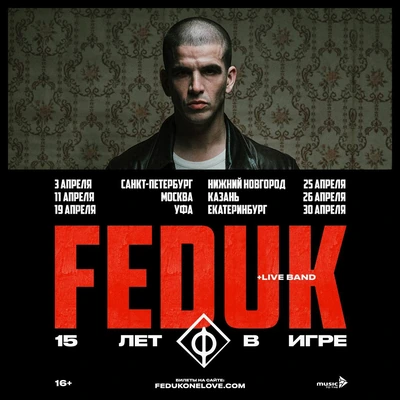 3 АПРЕЛЯ САНКТ-ПЕТЕРБУРГ НИЖНИЙ НОВГОРОД 25 АПРЕЛЯ
11 АПРЕЛЯ МОСКВА КАЗАНЬ 26 АПРЕЛЯ
19 АПРЕЛЯ УФА ЕКАТЕРИНБУРГ 30 АПРЕЛЯ
FEDUK
+LIVE BAND
15 ЛЕТ Ф В ИГРЕ
16+
БИЛЕТЫ НА САЙТЕ:
FEDUKONELOVE.COM
music